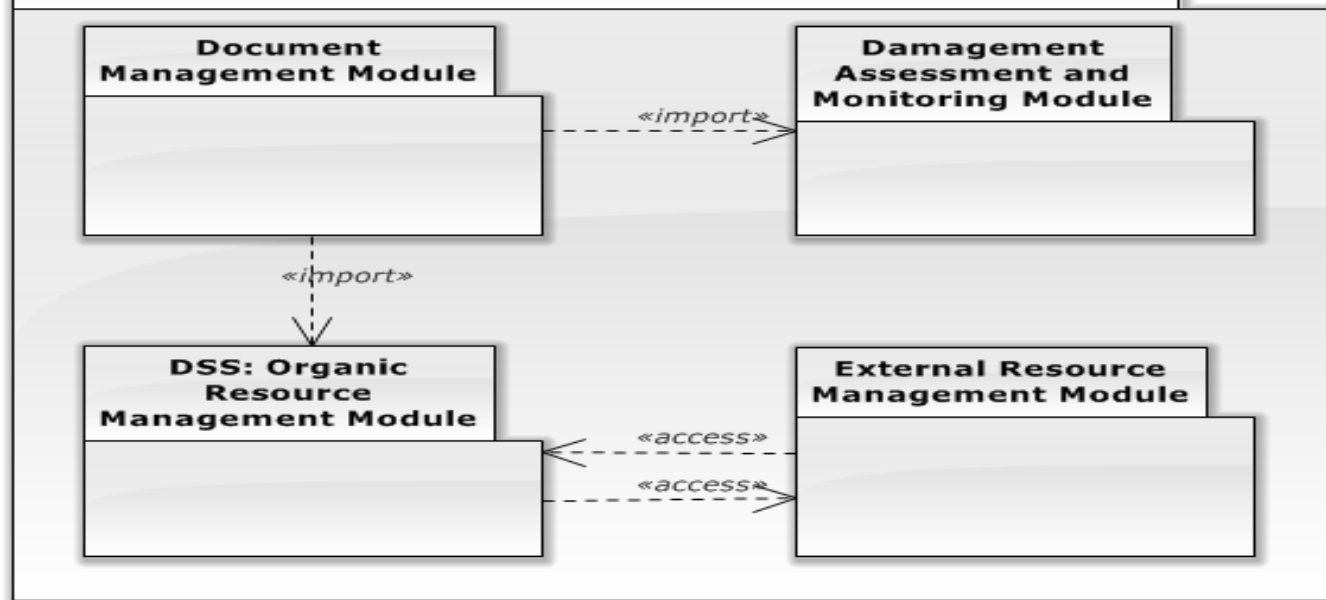 Document
Management Module
Damagement
Assessment and
Monitoring Module
«import»
«import»
DSS: Organic
Resource
Management Module
External Resource
Management Module
«access»
«access»